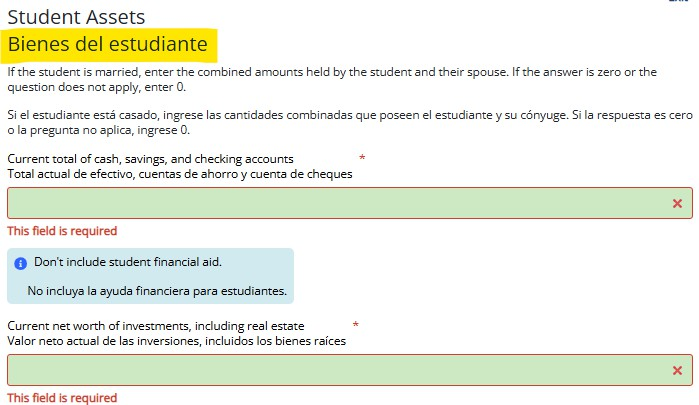 Student Assets
Bienes del estudiante
If the student is married, enter the combined amounts held by the student and their spouse. If the answer is zero or the
question does not apply, enter 0.
Si el estudiante está casado, ingrese las cantidades combinadas que poseen el estudiante y su cónyuge. Si la respuesta es cero
o la pregunta no aplica, ingrese 0.
Current total of cash, savings, and checking accounts *
Total actual de efectivo, cuentas de ahorro y cuenta de cheques
This field is required
Don't include student financial aid.
No incluya la ayuda financiera para estudiantes.
Current net worth of investments, including real estate *
Valor neto actual de las inversiones, incluidos los bienes raíces
This field is required